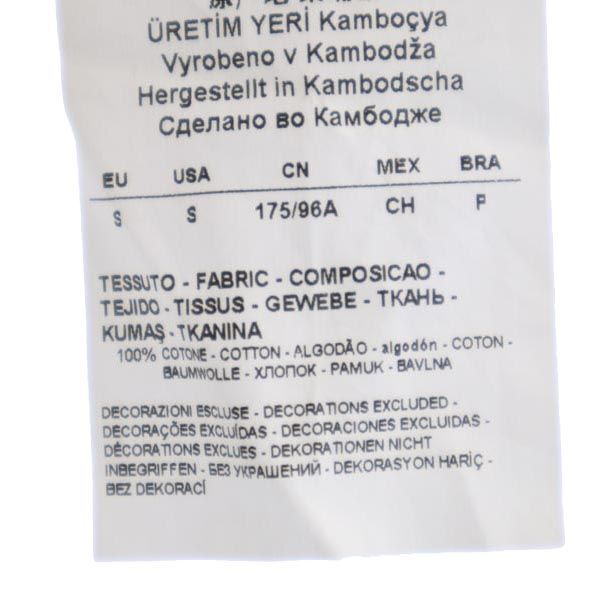 ÜRETİM YERİ Kamboçya
Vyrobeno v Kambodža
Hergestellt in Kambodscha
Сделано во Камбодже
EU USA CN MEX BRA
S S 175/96A CH P
TESSUTO - FABRIC - COMPOSICAO -
TEJIDO - TISSUS - GEWEBE - ТКАНЬ -
KUMAŞ - TKANINA
100% COTONE - COTTON - ALGODÃO - algodón - COTON -
BAUMWOLLE - ХЛОПОК - PAMUK - BAVLNA
DECORAZIONI ESCLUSE - DECORATIONS EXCLUDED -
DECORAÇÕES EXCLUÍDAS - DECORACIONES EXCLUIDAS -
DÉCORATIONS EXCLUES - DEKORATIONEN NICHT
INBEGRIFFEN - БЕЗ УКРАШЕНИЙ - DEKORASYON HARİÇ -
BEZ DEKORACÍ